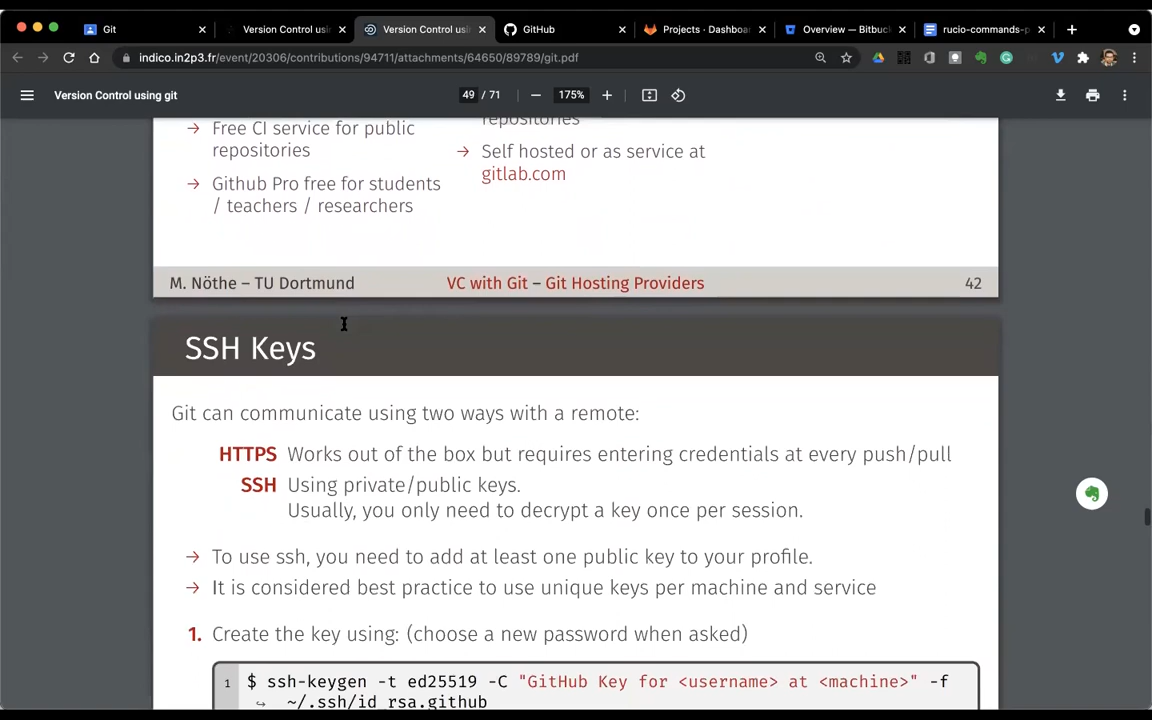 Git
Version Control usin
Version Control usin
GitHub
Projects · Dashboar
Overview — Bitbuck
rucio-commands-p
indico.in2p3.fr/event/20306/contributions/94711/attachments/64650/89789/git.pdf
Version Control using git
49 / 71
175%
→ Free CI service for public
repositories
→ Github Pro free for students
/ teachers / researchers
repositories
→ Self hosted or as service at
gitlab.com
M. Nöthe – TU Dortmund
VC with Git – Git Hosting Providers
42
SSH Keys
Git can communicate using two ways with a remote:
HTTPS Works out of the box but requires entering credentials at every push/pull
SSH Using private/public keys.
Usually, you only need to decrypt a key once per session.
→ To use ssh, you need to add at least one public key to your profile.
→ It is considered best practice to use unique keys per machine and service
1. Create the key using: (choose a new password when asked)
1 $ ssh-keygen -t ed25519 -C "GitHub Key for <username> at <machine>" -f
↪ ~/.ssh/id_rsa.github